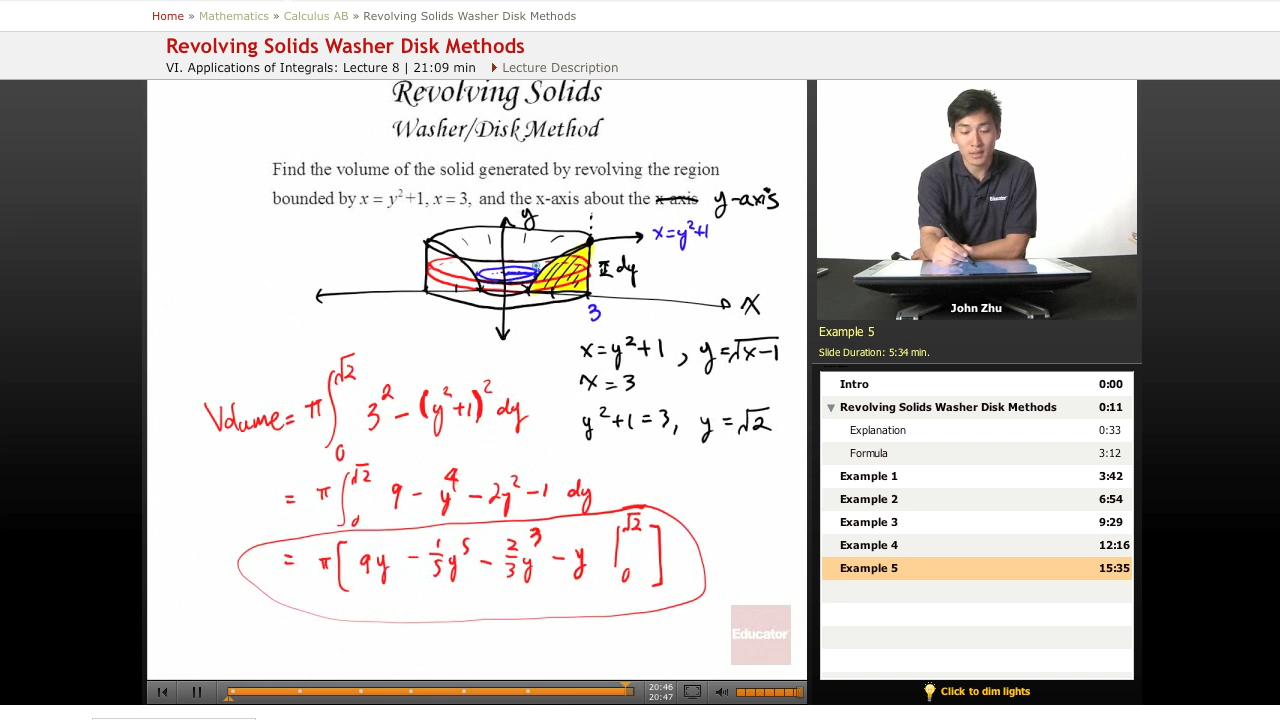 Home » Mathematics » Calculus AB » Revolving Solids Washer Disk Methods
Revolving Solids Washer Disk Methods
VI. Applications of Integrals: Lecture 8 | 21:09 min Lecture Description
Revolving Solids
Washer/Disk Method
Find the volume of the solid generated by revolving the region
bounded by x = y²+1, x = 3, and the x-axis about the x-axis y-axis
y
x=y²+1
dy
X
3
x=y²+1 , y=√x-1
x=3
y²+1=3, y=√2
Volume = π ∫₀^√2 3² - (y²+1)² dy
= π ∫₀^√2 9 - y⁴ - 2y² - 1 dy
= π[ 9y - 1/5 y⁵ - 2/3 y³ - y |₀^√2 ]
Educator
20:46
20:47
Educator
John Zhu
Example 5
Slide Duration: 5:34 min.
Intro 0:00
Revolving Solids Washer Disk Methods 0:11
Explanation 0:33
Formula 3:12
Example 1 3:42
Example 2 6:54
Example 3 9:29
Example 4 12:16
Example 5 15:35
Click to dim lights